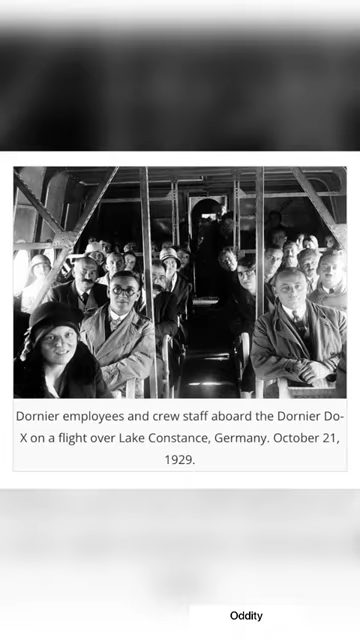 Dornier employees and crew staff aboard the Dornier Do-
X on a flight over Lake Constance, Germany. October 21,
1929.
Oddity